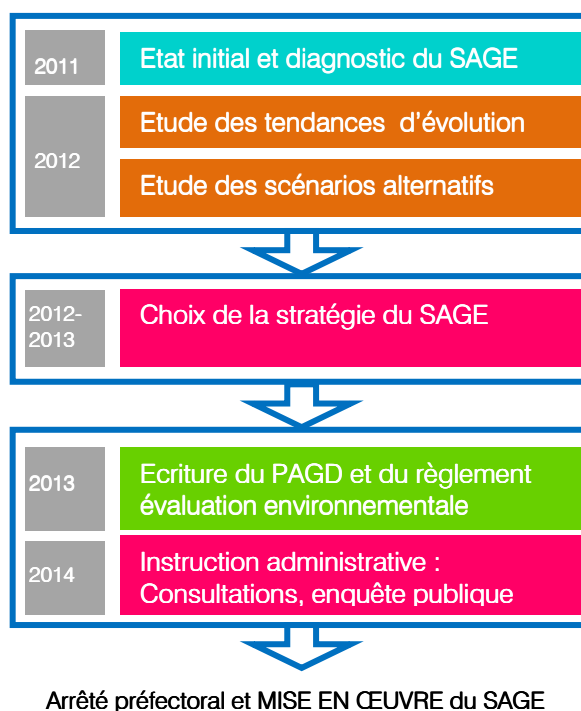 2011
Etat initial et diagnostic du SAGE
2012
Etude des tendances d'évolution
Etude des scénarios alternatifs
2012-
2013
Choix de la stratégie du SAGE
2013
Ecriture du PAGD et du règlement
évaluation environnementale
2014
Instruction administrative :
Consultations, enquête publique
Arrêté préfectoral et MISE EN ŒUVRE du SAGE